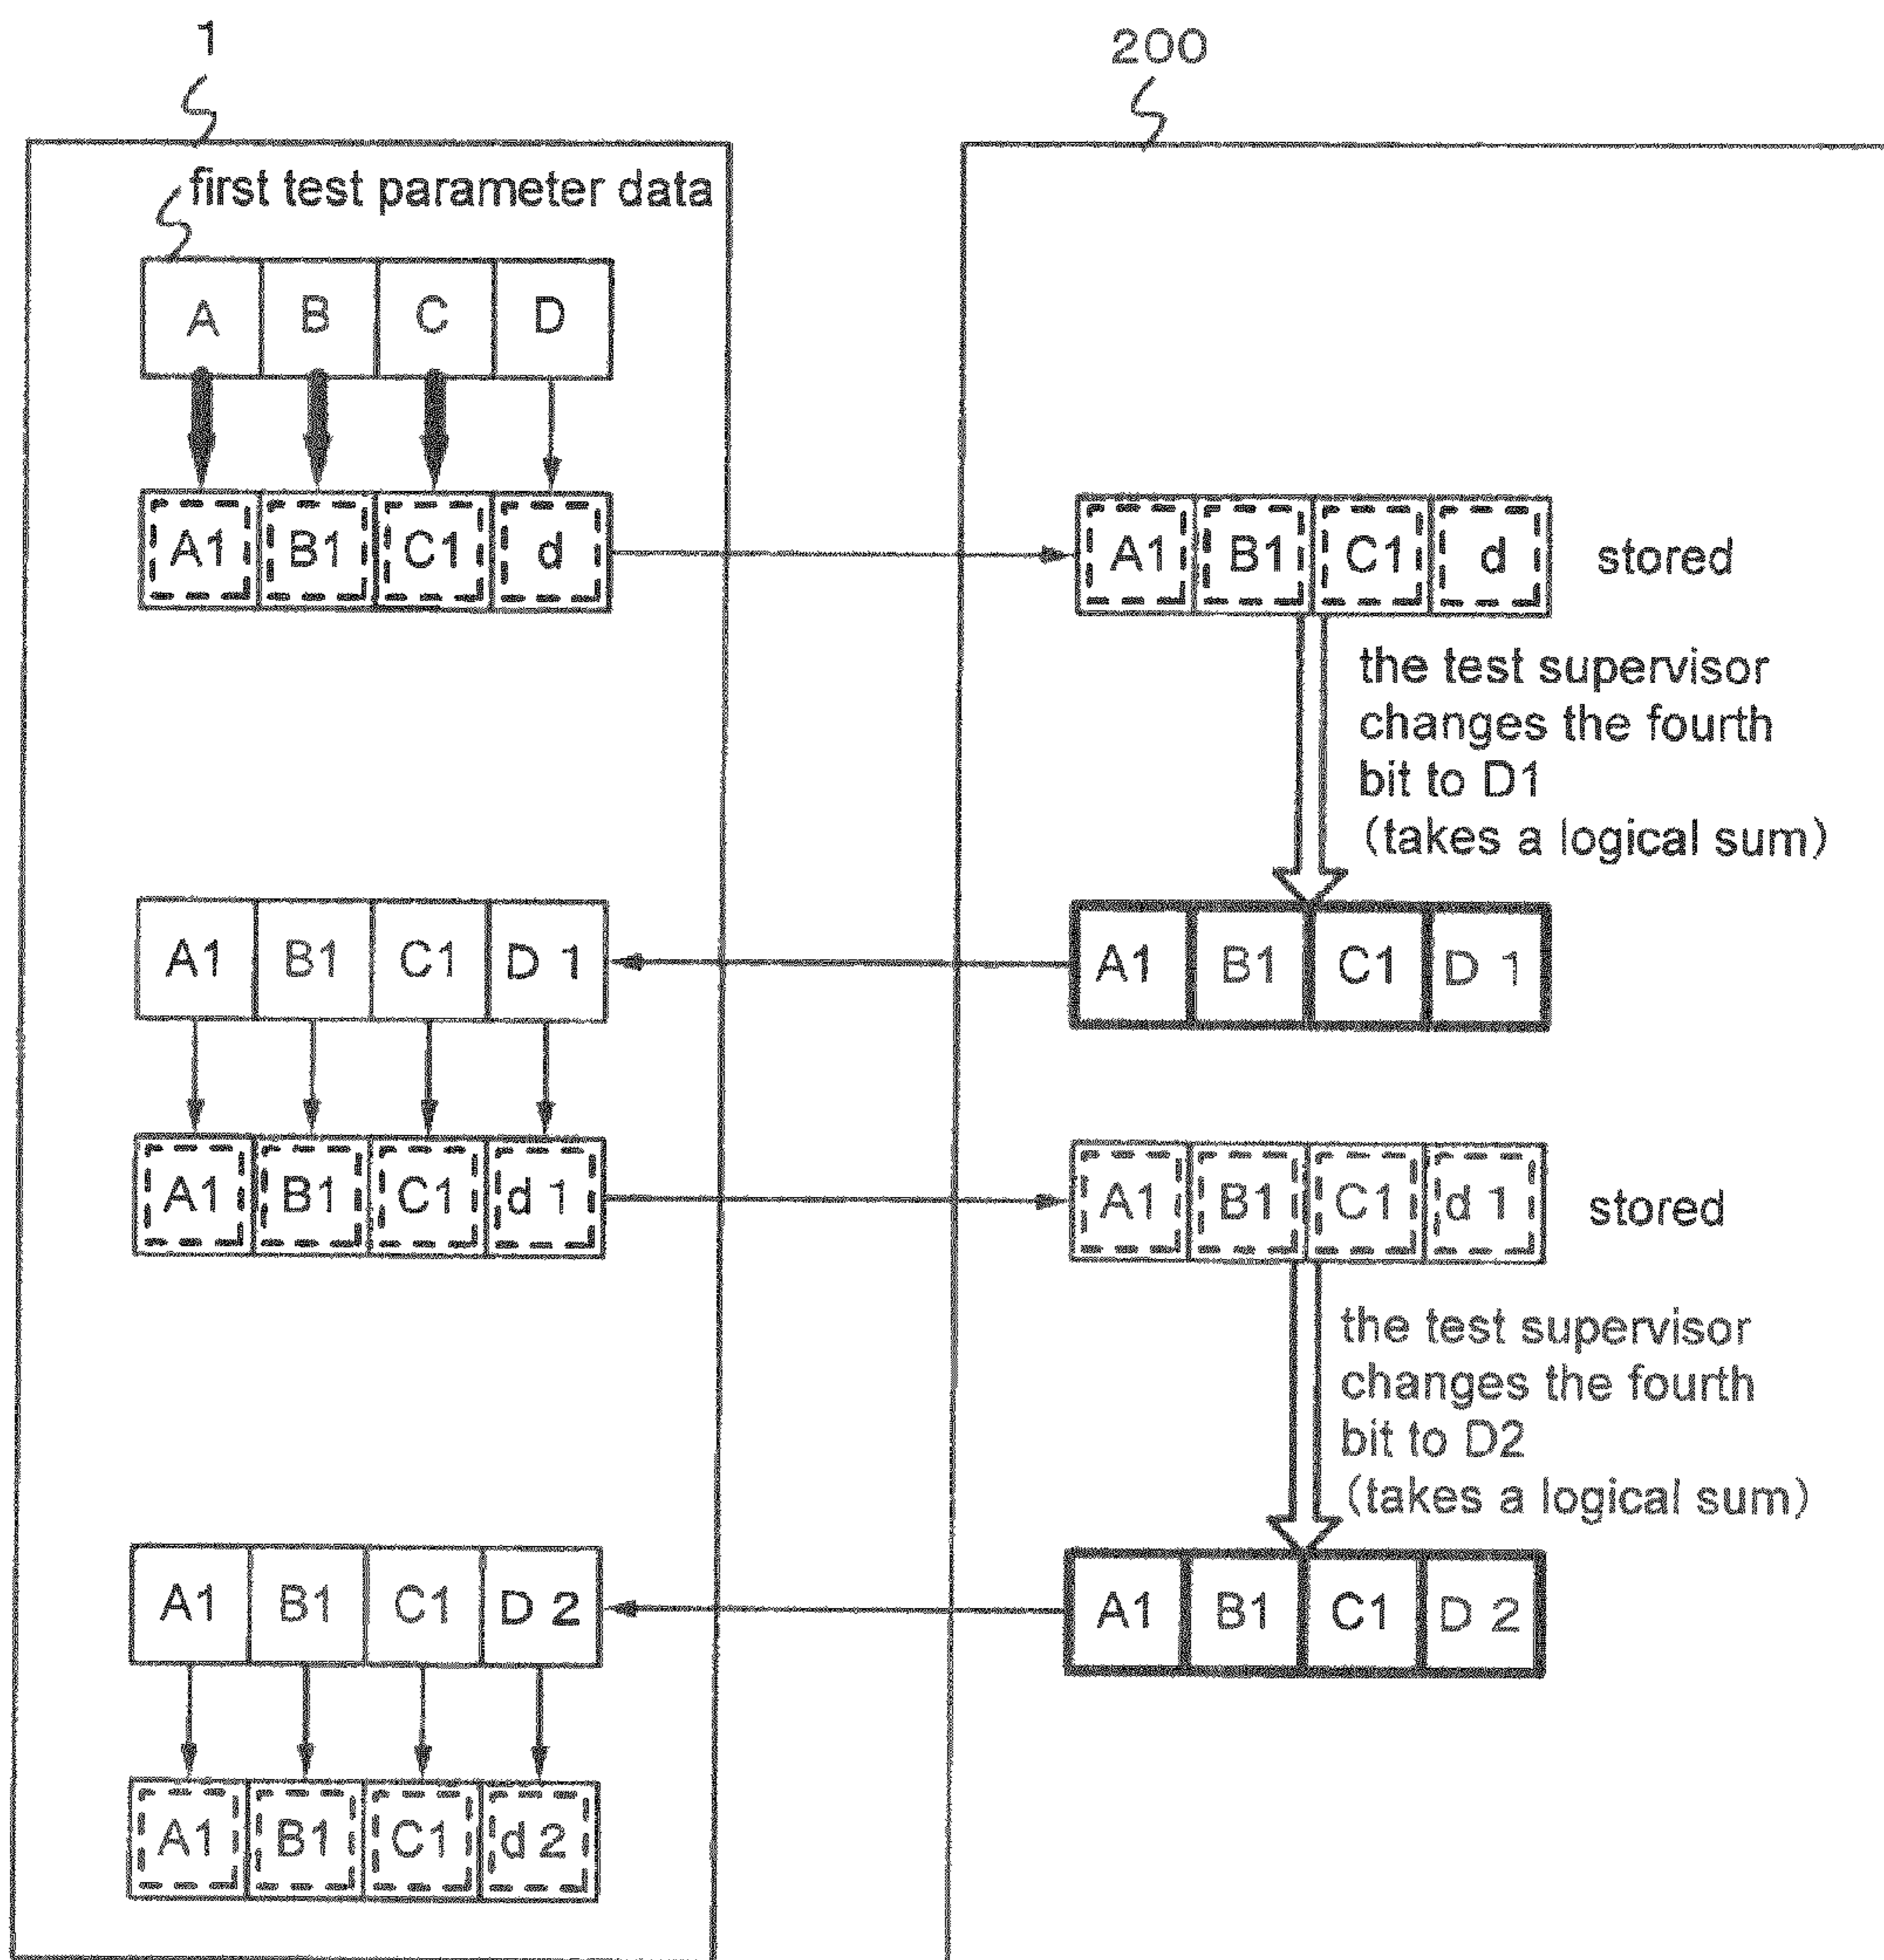 1
200
first test parameter data
A B C D
A1 B1 C1 d
A1 B1 C1 d
stored
the test supervisor
changes the fourth
bit to D1
(takes a logical sum)
A1 B1 C1 D 1
A1 B1 C1 D 1
A1 B1 C1 d 1
A1 B1 C1 d 1
stored
the test supervisor
changes the fourth
bit to D2
(takes a logical sum)
A1 B1 C1 D 2
A1 B1 C1 D 2
A1 B1 C1 d 2